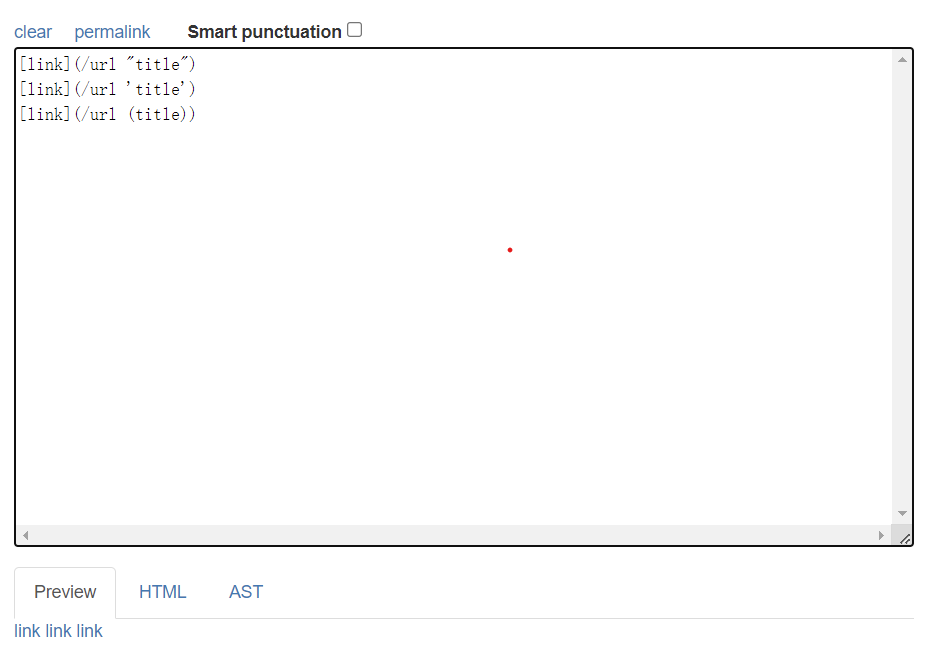 clear permalink Smart punctuation
[link](/url "title")
[link](/url 'title')
[link](/url (title))
Preview HTML AST
link link link